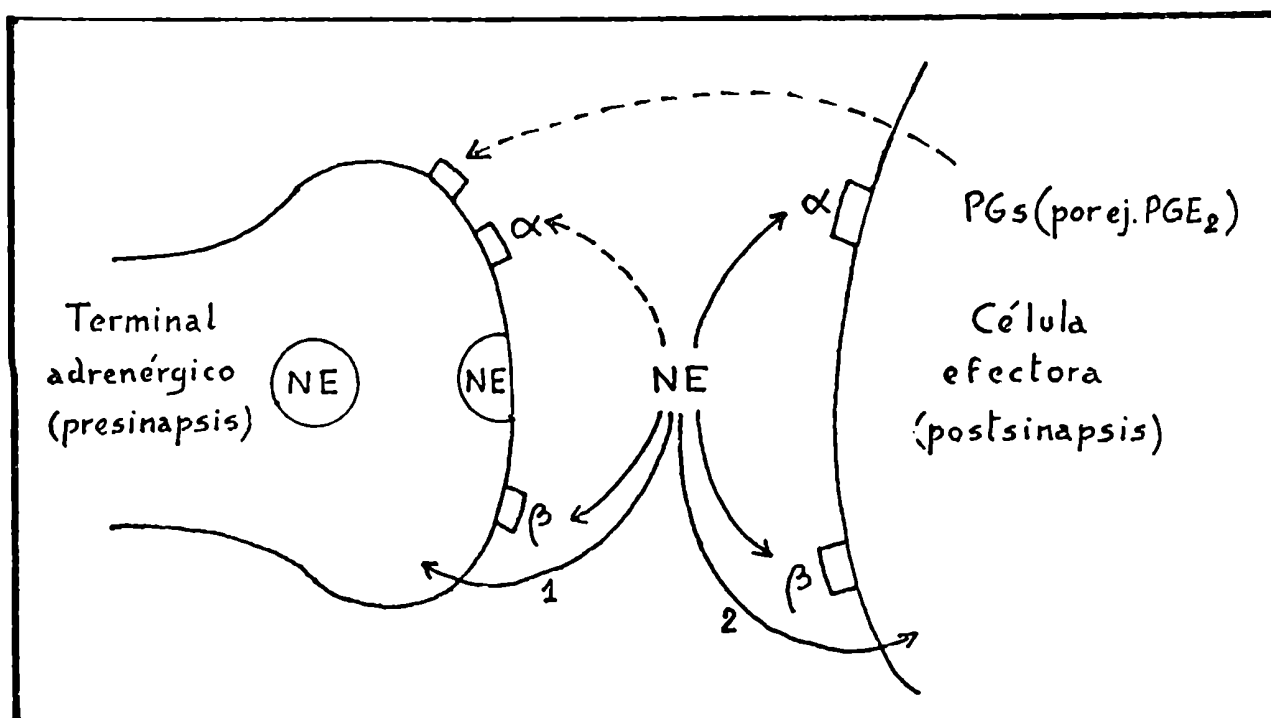 α
α
PGs (por ej. PGE₂)
Terminal
adrenérgico
(presinapsis)
NE
NE
NE
Célula
efectora
(postsinapsis)
β
β
1
2